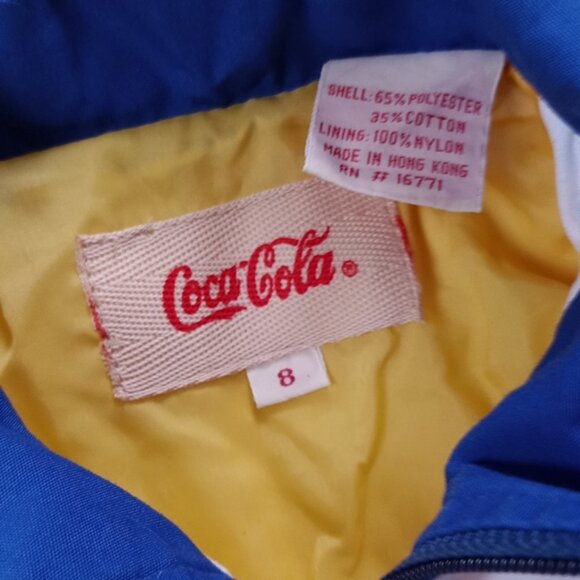 SHELL: 65% POLYESTER
35% COTTON
LINING: 100% NYLON
MADE IN HONG KONG
RN # 16771
Coca-Cola®
8